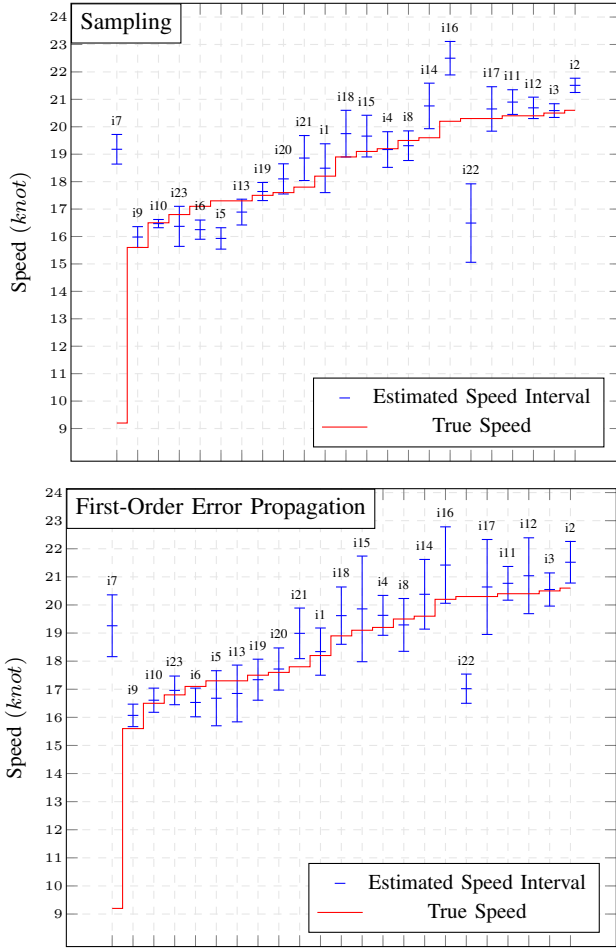 Sampling
24
23
22
21
20
19
18
17
16
15
14
13
12
11
10
9
Speed (knot)
i7
i9
i10
i23
i6
i5
i13
i19
i20
i21
i1
i18
i15
i4
i8
i14
i16
i22
i17
i11
i12
i3
i2
Estimated Speed Interval
True Speed
First-Order Error Propagation
24
23
22
21
20
19
18
17
16
15
14
13
12
11
10
9
Speed (knot)
i7
i9
i10
i23
i6
i5
i13
i19
i20
i21
i1
i18
i15
i4
i8
i14
i16
i22
i17
i11
i12
i3
i2
Estimated Speed Interval
True Speed